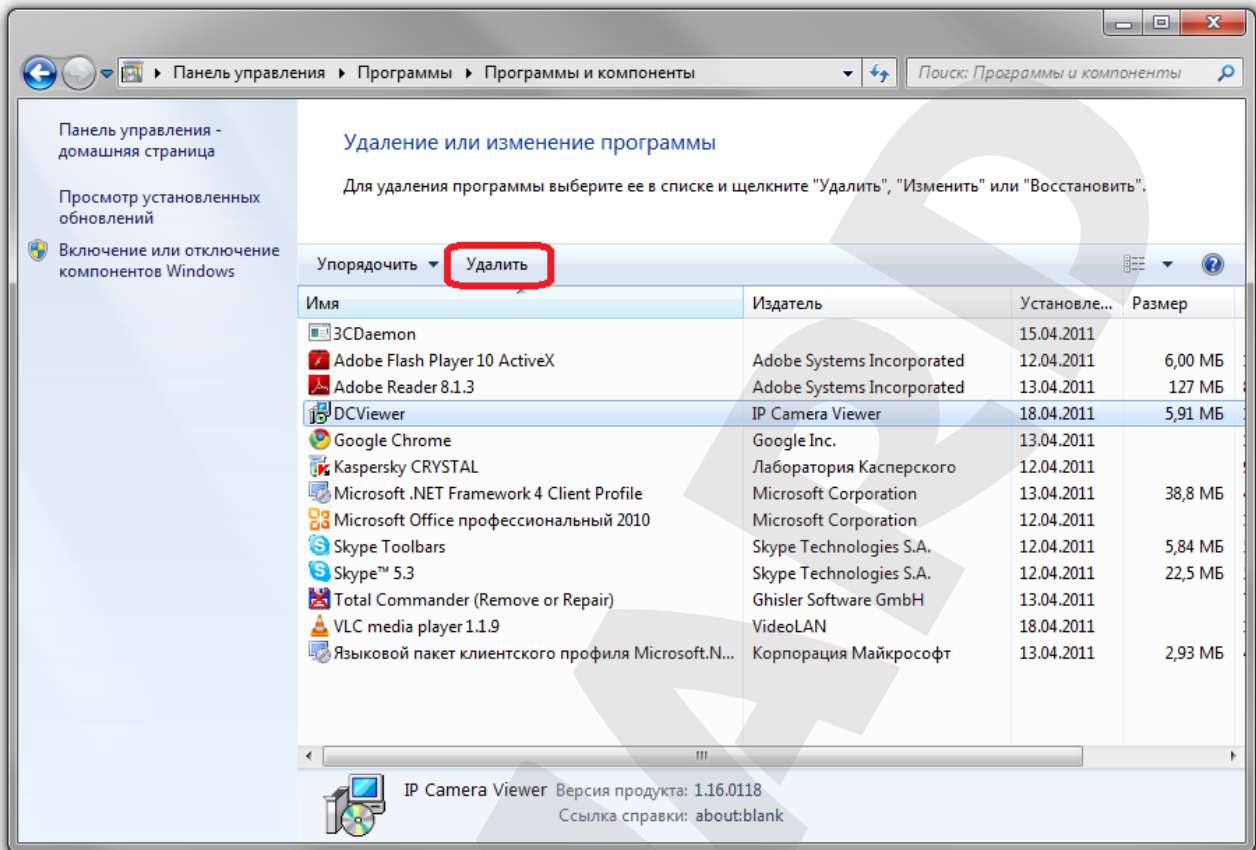 Панель управления ▸ Программы ▸ Программы и компоненты
Поиск: Программы и компоненты
Панель управления -
домашняя страница
Просмотр установленных
обновлений
Включение или отключение
компонентов Windows
Удаление или изменение программы
Для удаления программы выберите ее в списке и щелкните "Удалить", "Изменить" или "Восстановить".
Упорядочить Удалить
Имя Издатель Установле... Размер
3CDaemon 15.04.2011
Adobe Flash Player 10 ActiveX Adobe Systems Incorporated 12.04.2011 6,00 МБ
Adobe Reader 8.1.3 Adobe Systems Incorporated 13.04.2011 127 МБ
DCViewer IP Camera Viewer 18.04.2011 5,91 МБ
Google Chrome Google Inc. 13.04.2011
Kaspersky CRYSTAL Лаборатория Касперского 12.04.2011
Microsoft .NET Framework 4 Client Profile Microsoft Corporation 13.04.2011 38,8 МБ
Microsoft Office профессиональный 2010 Microsoft Corporation 12.04.2011
Skype Toolbars Skype Technologies S.A. 12.04.2011 5,84 МБ
Skype™ 5.3 Skype Technologies S.A. 12.04.2011 22,5 МБ
Total Commander (Remove or Repair) Ghisler Software GmbH 13.04.2011
VLC media player 1.1.9 VideoLAN 18.04.2011
Языковой пакет клиентского профиля Microsoft.N... Корпорация Майкрософт 13.04.2011 2,93 МБ
IP Camera Viewer Версия продукта: 1.16.0118
Ссылка справки: about:blank